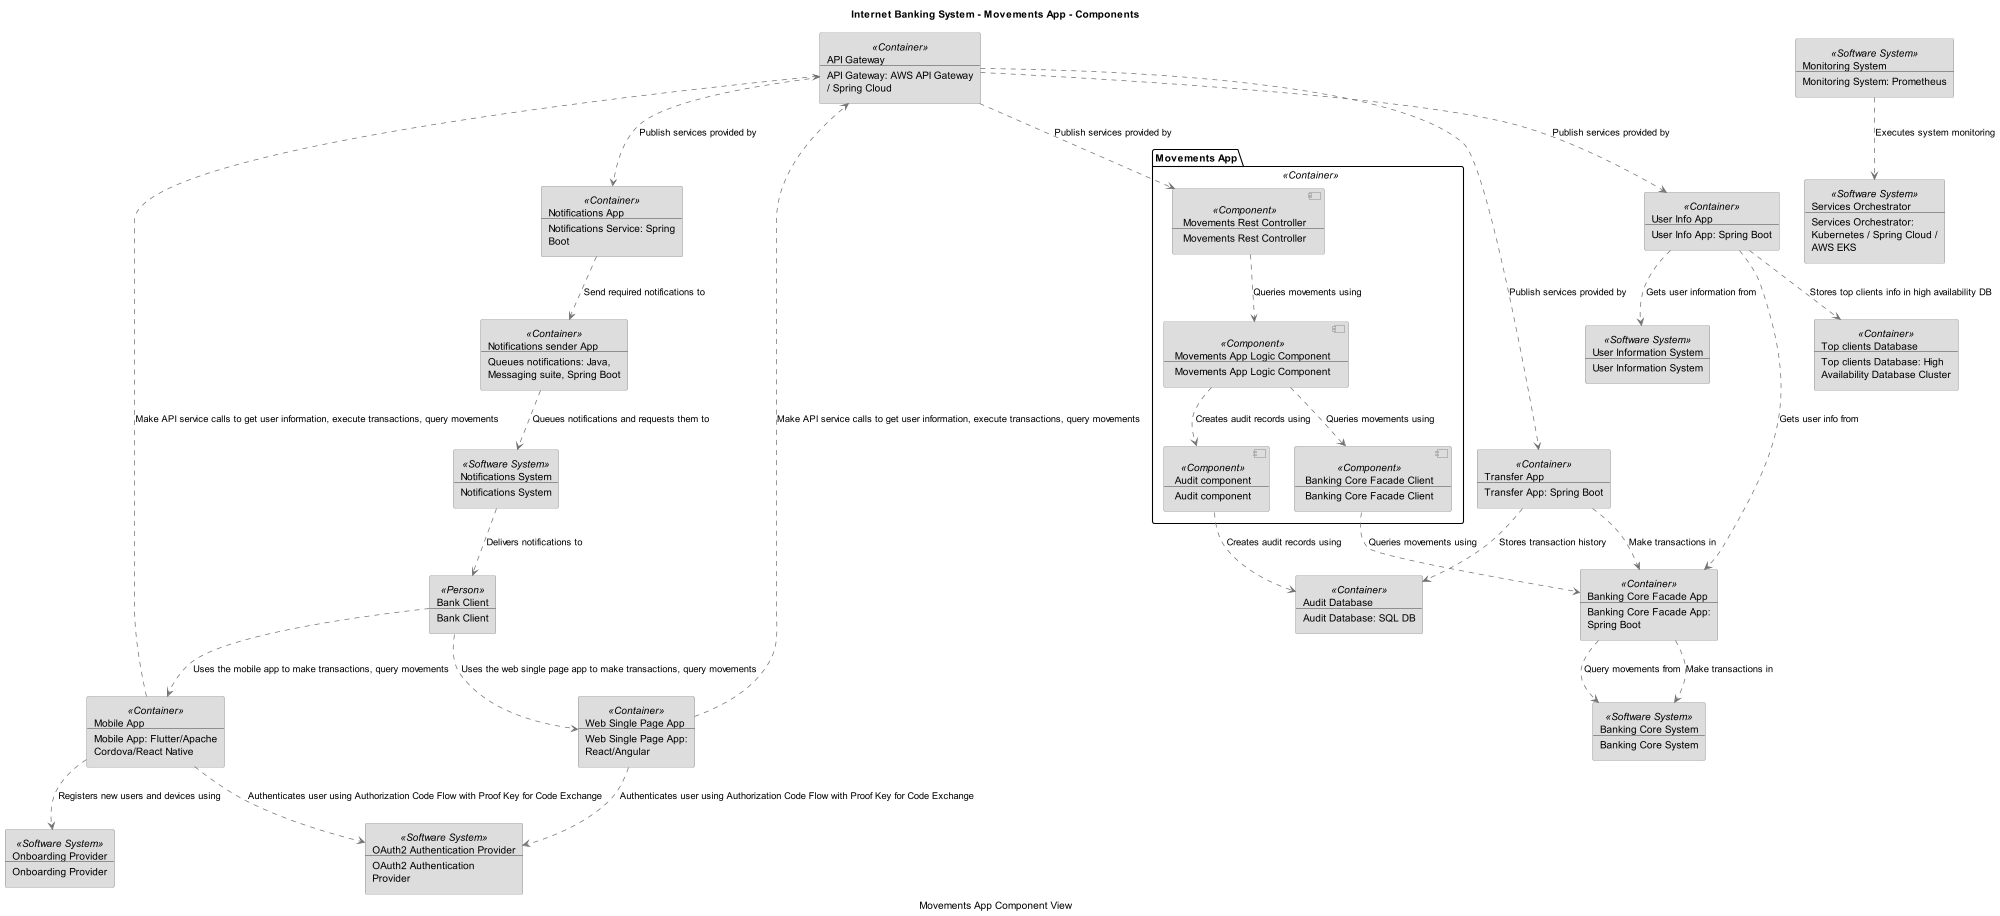 Internet Banking System - Movements App - Components
«Container»
API Gateway
API Gateway: AWS API Gateway
/ Spring Cloud
«Software System»
Monitoring System
Monitoring System: Prometheus
Publish services provided by
Publish services provided by
Publish services provided by
Executes system monitoring
Movements App
«Container»
«Container»
Notifications App
Notifications Service: Spring
Boot
«Component»
Movements Rest Controller
Movements Rest Controller
«Container»
User Info App
User Info App: Spring Boot
«Software System»
Services Orchestrator
Services Orchestrator:
Kubernetes / Spring Cloud /
AWS EKS
Send required notifications to
Queries movements using
Publish services provided by
Gets user information from
Stores top clients info in high availability DB
«Container»
Notifications sender App
Queues notifications: Java,
Messaging suite, Spring Boot
«Component»
Movements App Logic Component
Movements App Logic Component
«Software System»
User Information System
User Information System
«Container»
Top clients Database
Top clients Database: High
Availability Database Cluster
Make API service calls to get user information, execute transactions, query movements
Queues notifications and requests them to
Make API service calls to get user information, execute transactions, query movements
Creates audit records using
Queries movements using
Gets user info from
«Software System»
Notifications System
Notifications System
«Component»
Audit component
Audit component
«Component»
Banking Core Facade Client
Banking Core Facade Client
«Container»
Transfer App
Transfer App: Spring Boot
Delivers notifications to
Creates audit records using
Queries movements using
Stores transaction history
Make transactions in
«Person»
Bank Client
Bank Client
«Container»
Audit Database
Audit Database: SQL DB
«Container»
Banking Core Facade App
Banking Core Facade App:
Spring Boot
Uses the mobile app to make transactions, query movements
Uses the web single page app to make transactions, query movements
Query movements from
Make transactions in
«Container»
Mobile App
Mobile App: Flutter/Apache
Cordova/React Native
«Container»
Web Single Page App
Web Single Page App:
React/Angular
«Software System»
Banking Core System
Banking Core System
Registers new users and devices using
Authenticates user using Authorization Code Flow with Proof Key for Code Exchange
Authenticates user using Authorization Code Flow with Proof Key for Code Exchange
«Software System»
Onboarding Provider
Onboarding Provider
«Software System»
OAuth2 Authentication Provider
OAuth2 Authentication
Provider
Movements App Component View